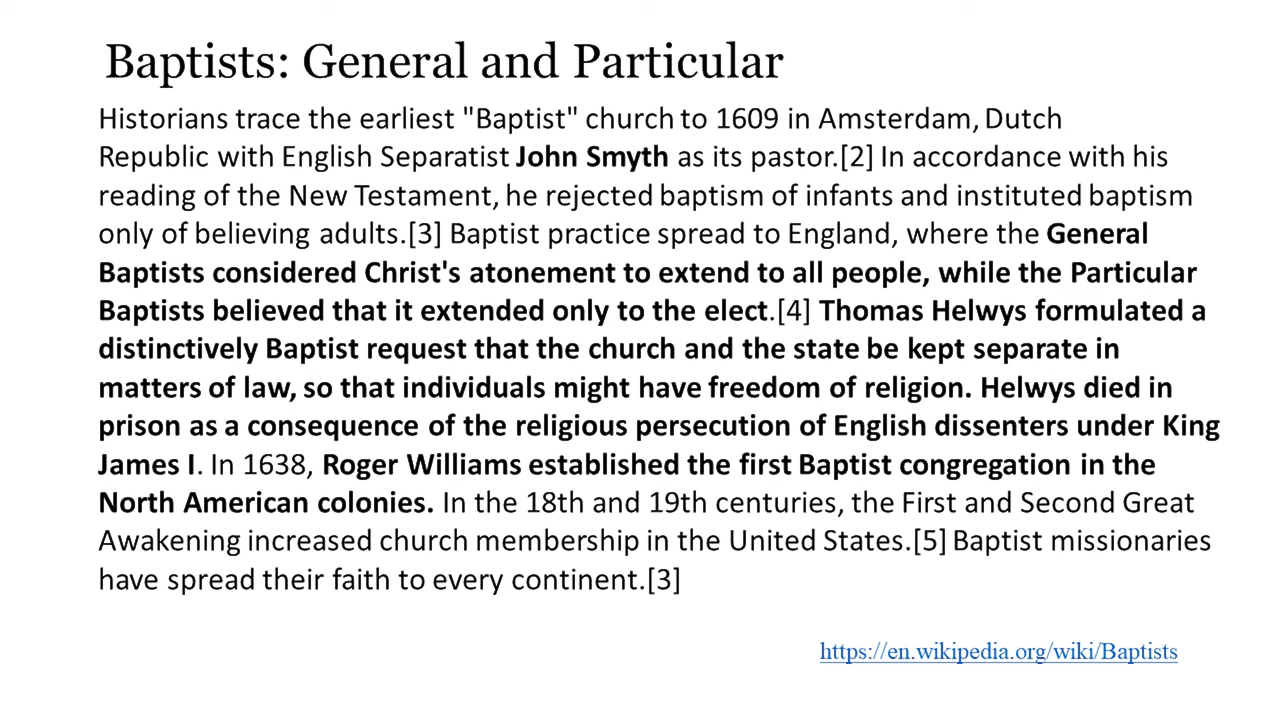 Baptists: General and Particular
Historians trace the earliest "Baptist" church to 1609 in Amsterdam, Dutch
Republic with English Separatist John Smyth as its pastor.[2] In accordance with his
reading of the New Testament, he rejected baptism of infants and instituted baptism
only of believing adults.[3] Baptist practice spread to England, where the General
Baptists considered Christ's atonement to extend to all people, while the Particular
Baptists believed that it extended only to the elect.[4] Thomas Helwys formulated a
distinctively Baptist request that the church and the state be kept separate in
matters of law, so that individuals might have freedom of religion. Helwys died in
prison as a consequence of the religious persecution of English dissenters under King
James I. In 1638, Roger Williams established the first Baptist congregation in the
North American colonies. In the 18th and 19th centuries, the First and Second Great
Awakening increased church membership in the United States.[5] Baptist missionaries
have spread their faith to every continent.[3]
https://en.wikipedia.org/wiki/Baptists